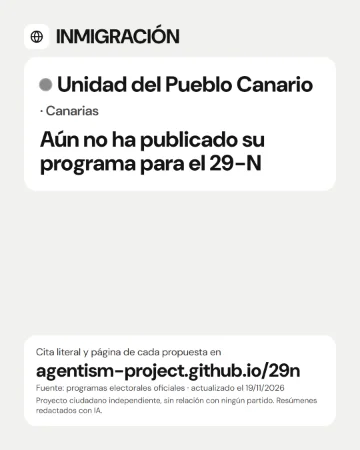 INMIGRACIÓN
Unidad del Pueblo Canario
· Canarias
Aún no ha publicado su
programa para el 29-N
Cita literal y página de cada propuesta en
agentism-project.github.io/29n
Fuente: programas electorales oficiales · actualizado el 19/11/2026
Proyecto ciudadano independiente, sin relación con ningún partido. Resúmenes
redactados con IA.